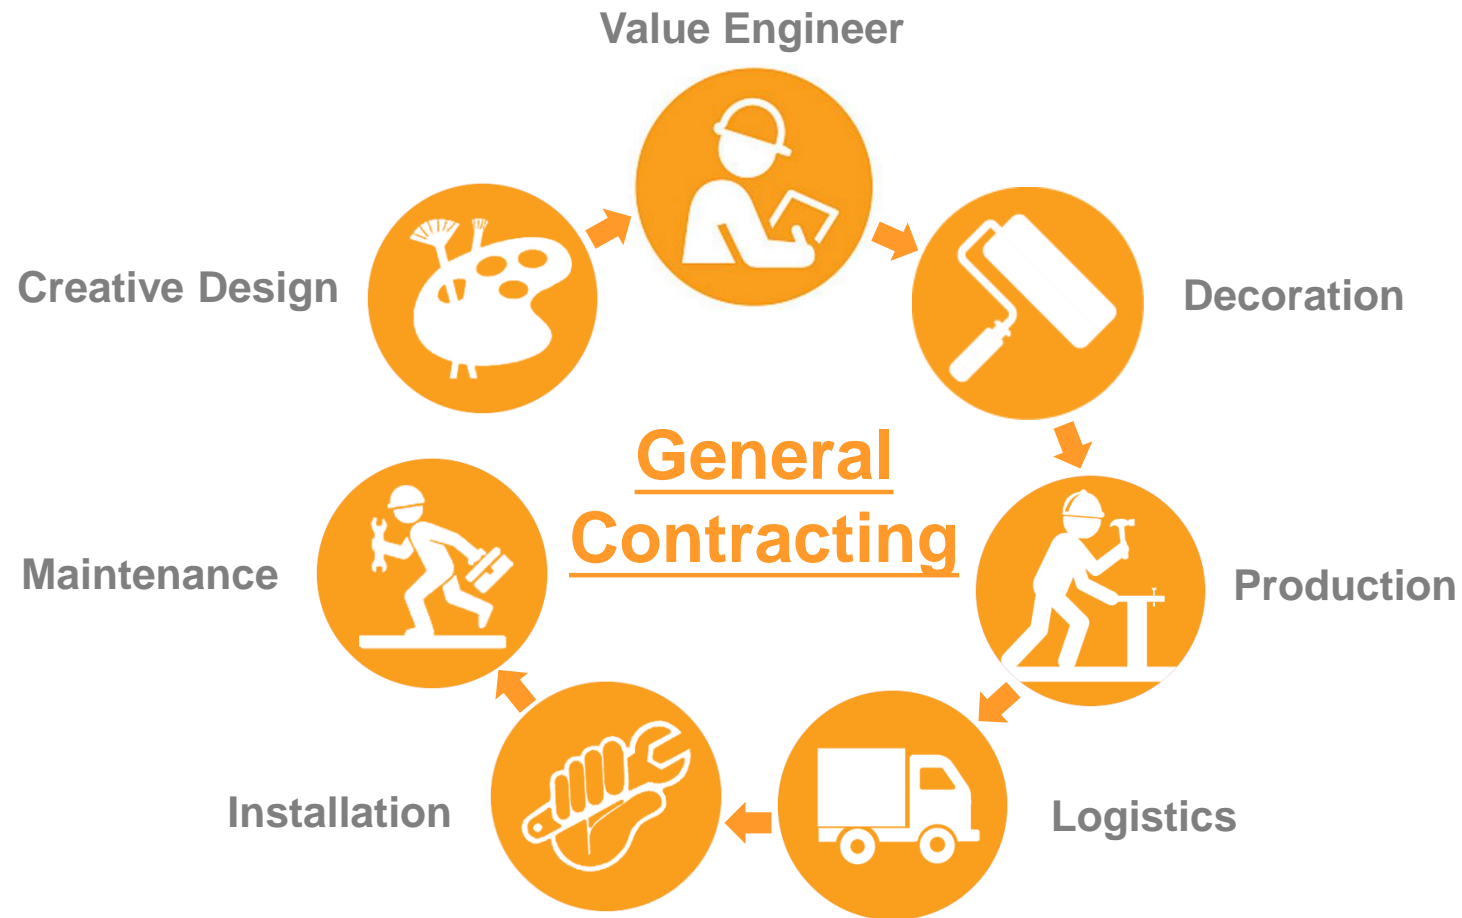 Value Engineer
Creative Design
Decoration
General
Contracting
Maintenance
Production
Installation
Logistics